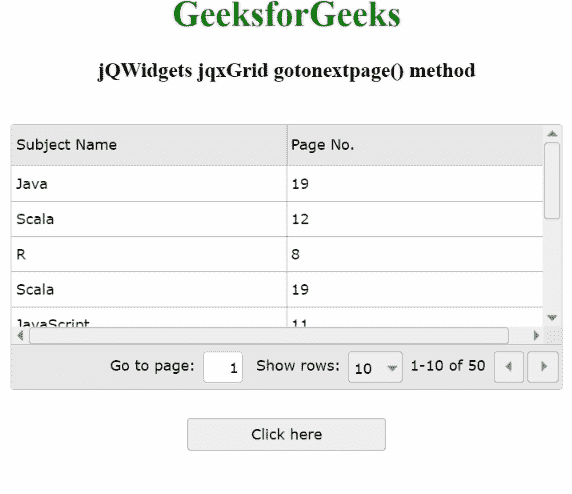 GeeksforGeeks
jQWidgets jqxGrid gotonextpage() method
Subject Name Page No.
Java 19
Scala 12
R 8
Scala 19
JavaScript 11
Go to page: 1 Show rows: 10 1-10 of 50
Click here